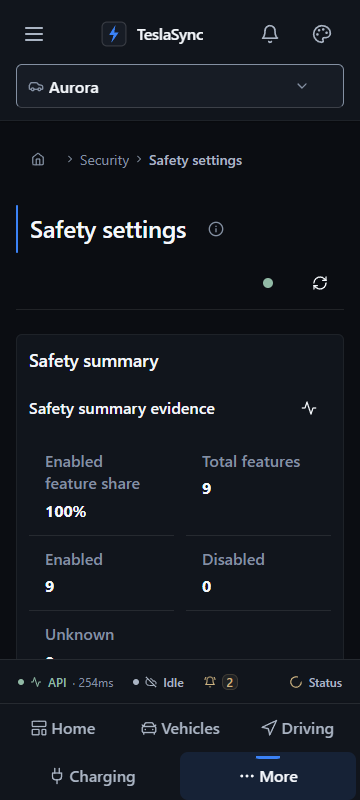 TeslaSync
Aurora
Security
Safety settings
Safety settings
Safety summary
Safety summary evidence
Enabled
feature share
100%
Total features
9
Enabled
9
Disabled
0
Unknown
API · 254ms
Idle
2
Status
Home
Vehicles
Driving
Charging
More